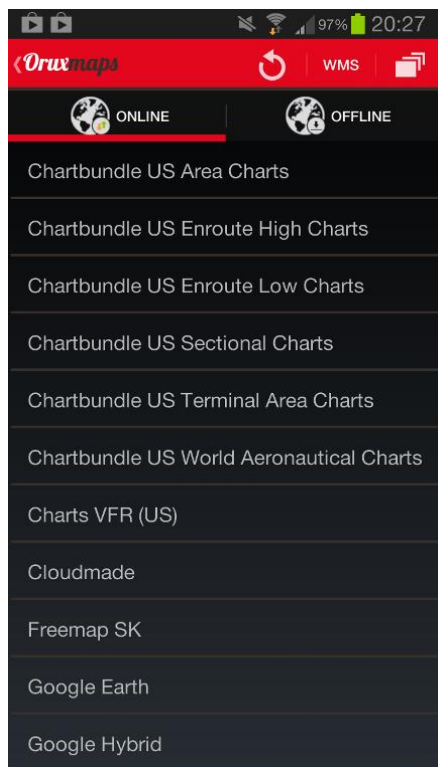 97% 20:27
Oruxmaps WMS
ONLINE OFFLINE
Chartbundle US Area Charts
Chartbundle US Enroute High Charts
Chartbundle US Enroute Low Charts
Chartbundle US Sectional Charts
Chartbundle US Terminal Area Charts
Chartbundle US World Aeronautical Charts
Charts VFR (US)
Cloudmade
Freemap SK
Google Earth
Google Hybrid